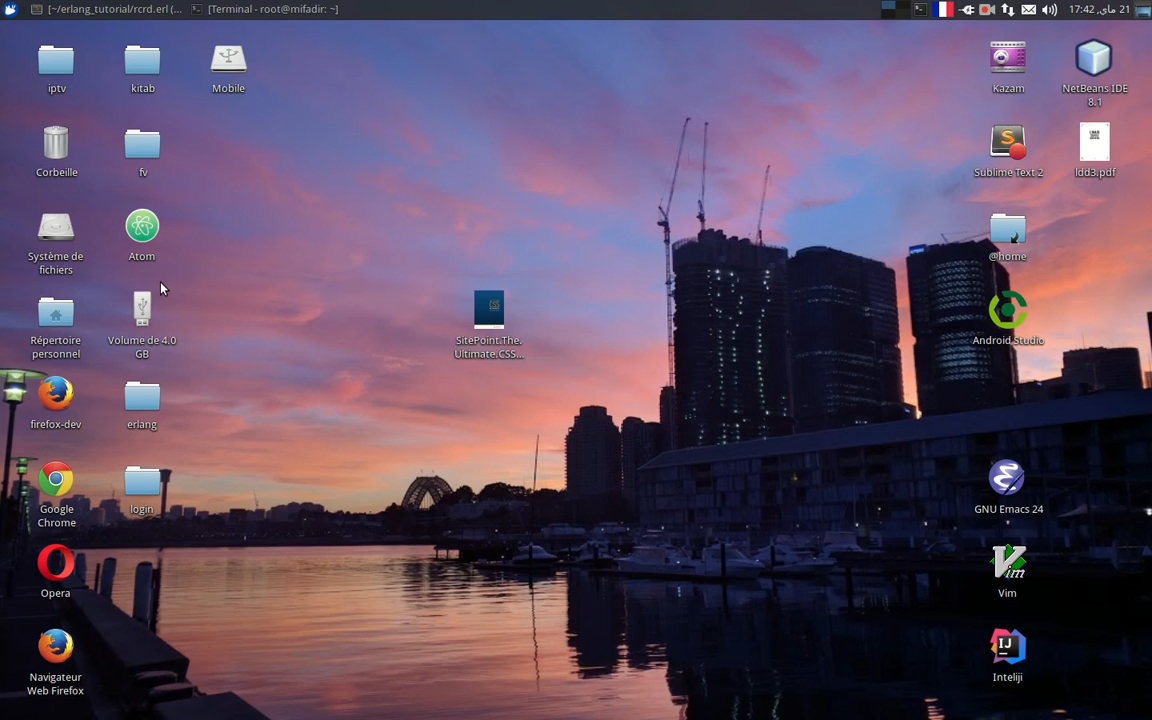 [~/erlang_tutorial/rcrd.erl (...
[Terminal - root@mifadir: ~]
21 ماي, 17:42
iptv
kitab
Mobile
Kazam
NetBeans IDE
8.1
Corbeille
fv
Sublime Text 2
ldd3.pdf
Système de
fichiers
Atom
@home
Répertoire
personnel
Volume de 4.0
GB
SitePoint.The.
Ultimate.CSS...
Android Studio
firefox-dev
erlang
Google
Chrome
login
GNU Emacs 24
Opera
Vim
Navigateur
Web Firefox
Inteliji